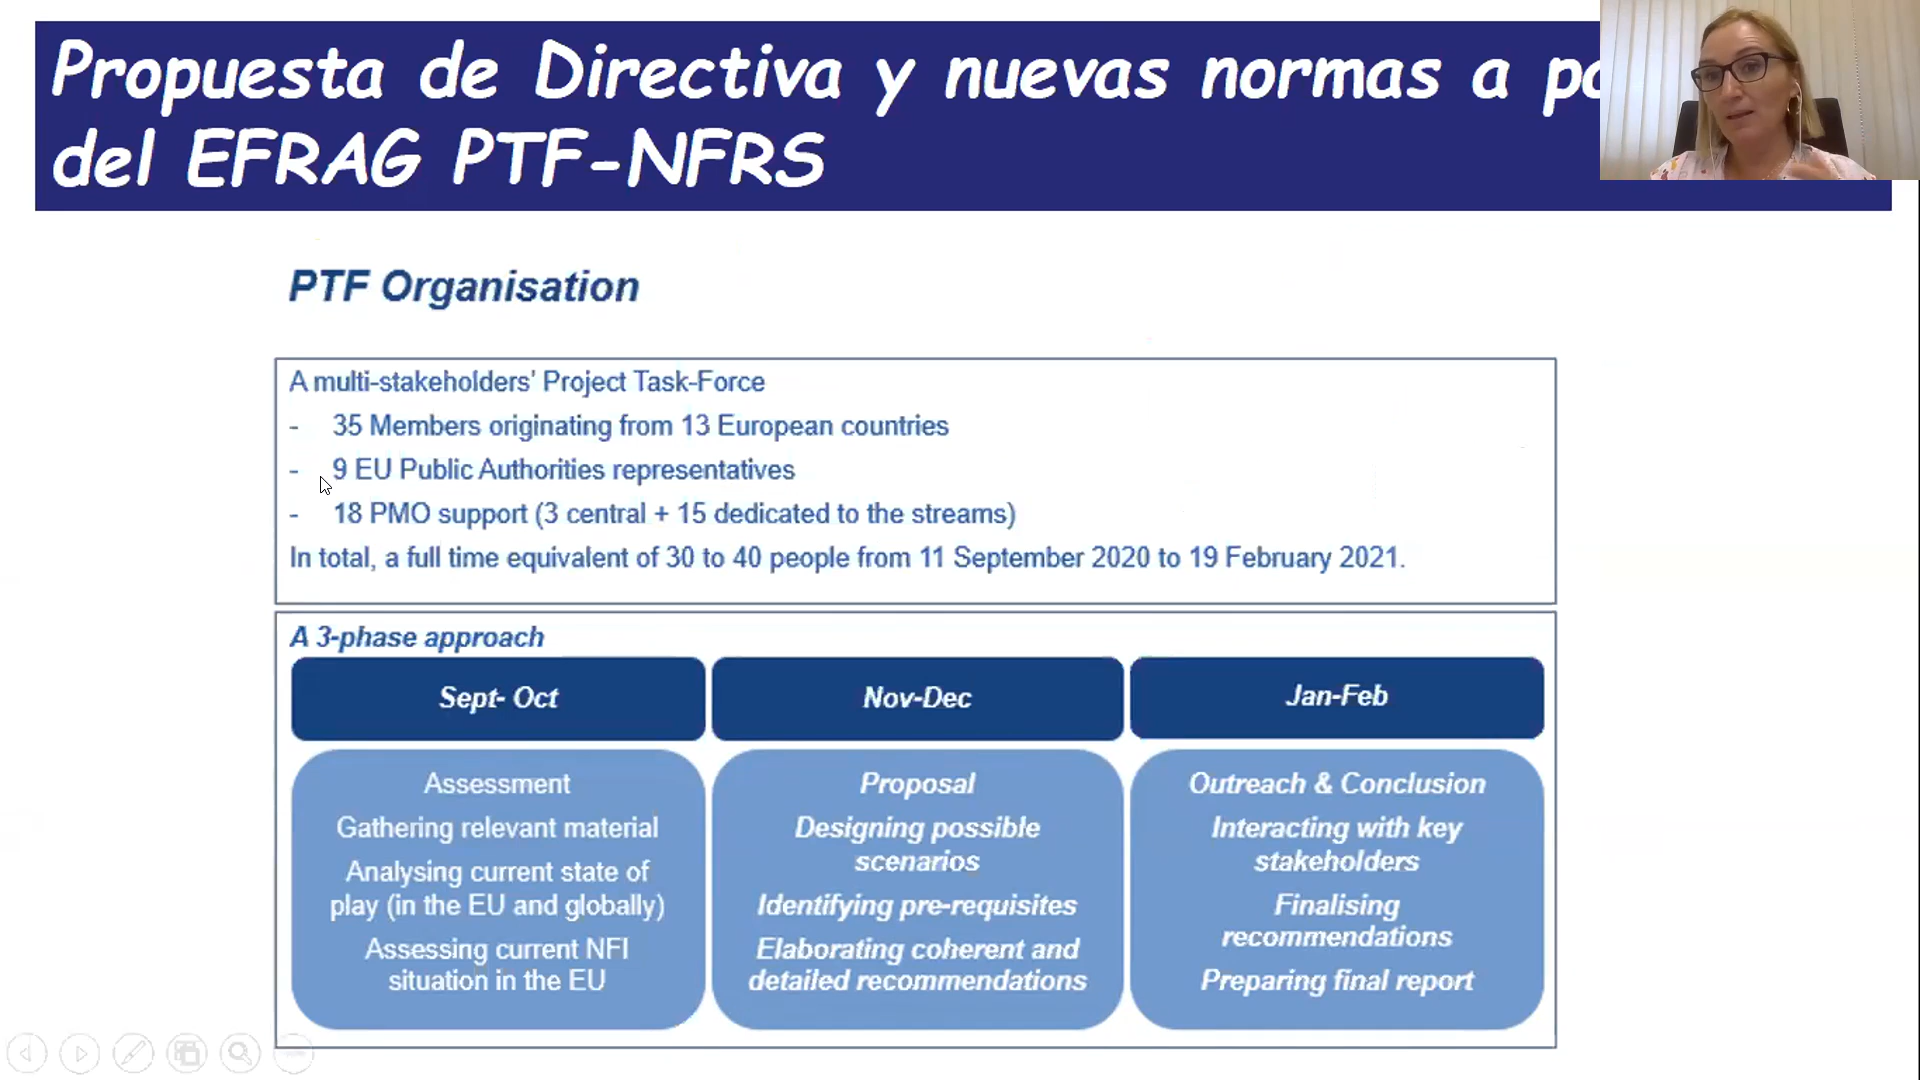 Propuesta de Directiva y nuevas normas a
del EFRAG PTF-NFRS
PTF Organisation
A multi-stakeholders' Project Task-Force
- 35 Members originating from 13 European countries
- 9 EU Public Authorities representatives
- 18 PMO support (3 central + 15 dedicated to the streams)
In total, a full time equivalent of 30 to 40 people from 11 September 2020 to 19 February 2021.
A 3-phase approach
Sept- Oct
Assessment
Gathering relevant material
Analysing current state of
play (in the EU and globally)
Assessing current NFI
situation in the EU
Nov-Dec
Proposal
Designing possible
scenarios
Identifying pre-requisites
Elaborating coherent and
detailed recommendations
Jan-Feb
Outreach & Conclusion
Interacting with key
stakeholders
Finalising
recommendations
Preparing final report